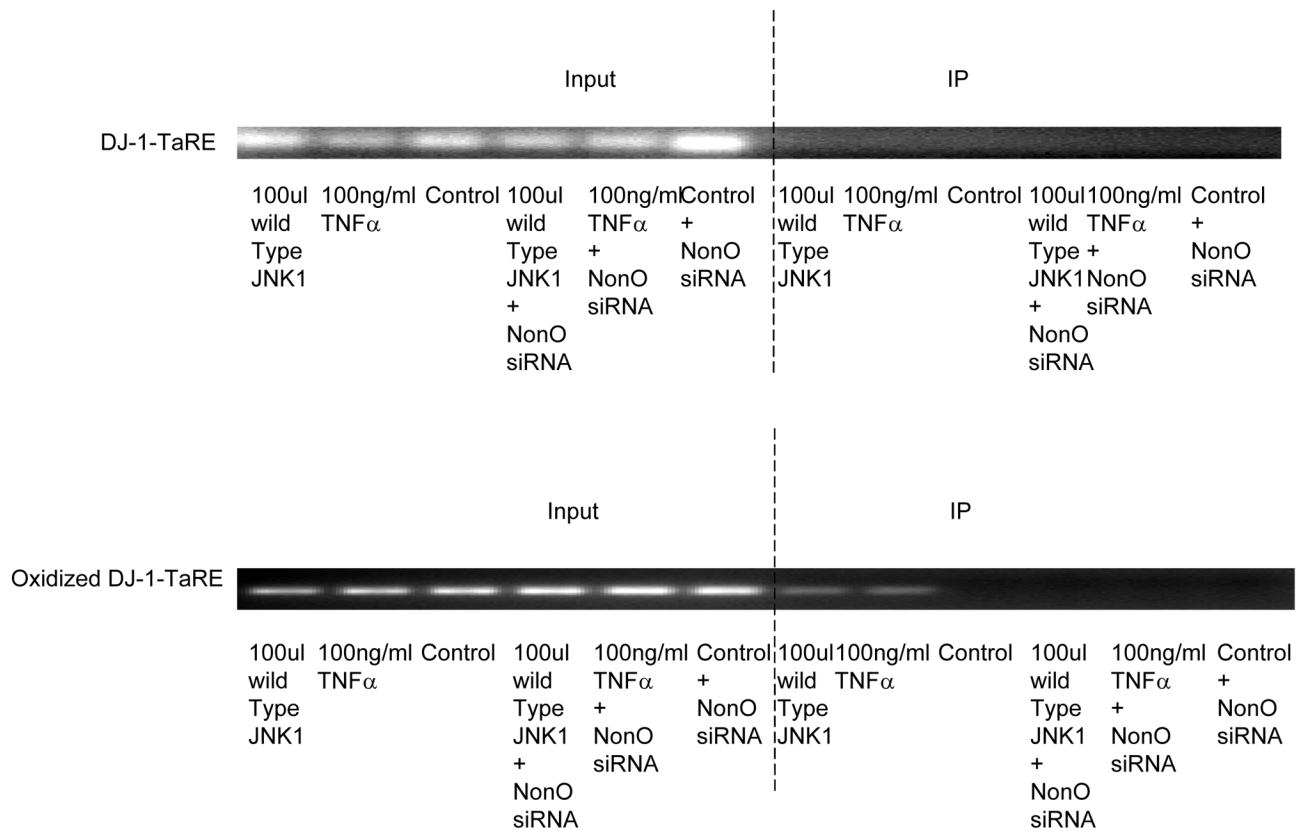 Input
IP
DJ-1-TaRE
100ul
wild
Type
JNK1
100ng/ml
TNFα
Control
100ul
wild
Type
JNK1
+
NonO
siRNA
100ng/ml
TNFα
+
NonO
siRNA
Control
+
NonO
siRNA
100ul
wild
Type
JNK1
100ng/ml
TNFα
Control
100ul
wild
Type
JNK1
+
NonO
siRNA
100ng/ml
TNFα
+
NonO
siRNA
Control
+
NonO
siRNA
Input
IP
Oxidized DJ-1-TaRE
100ul
wild
Type
JNK1
100ng/ml
TNFα
Control
100ul
wild
Type
JNK1
+
NonO
siRNA
100ng/ml
TNFα
+
NonO
siRNA
Control
+
NonO
siRNA
100ul
wild
Type
JNK1
100ng/ml
TNFα
Control
100ul
wild
Type
JNK1
+
NonO
siRNA
100ng/ml
TNFα
+
NonO
siRNA
Control
+
NonO
siRNA